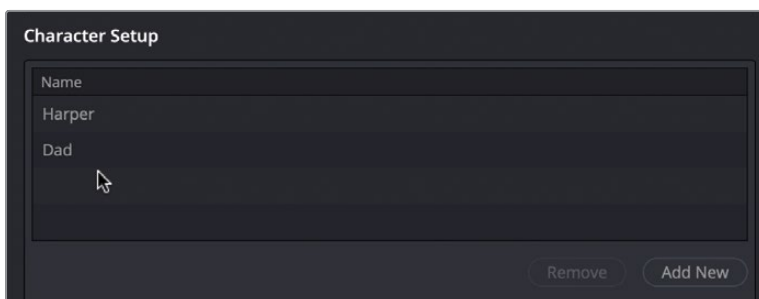 Character Setup
Name
Harper
Dad
Remove
Add New